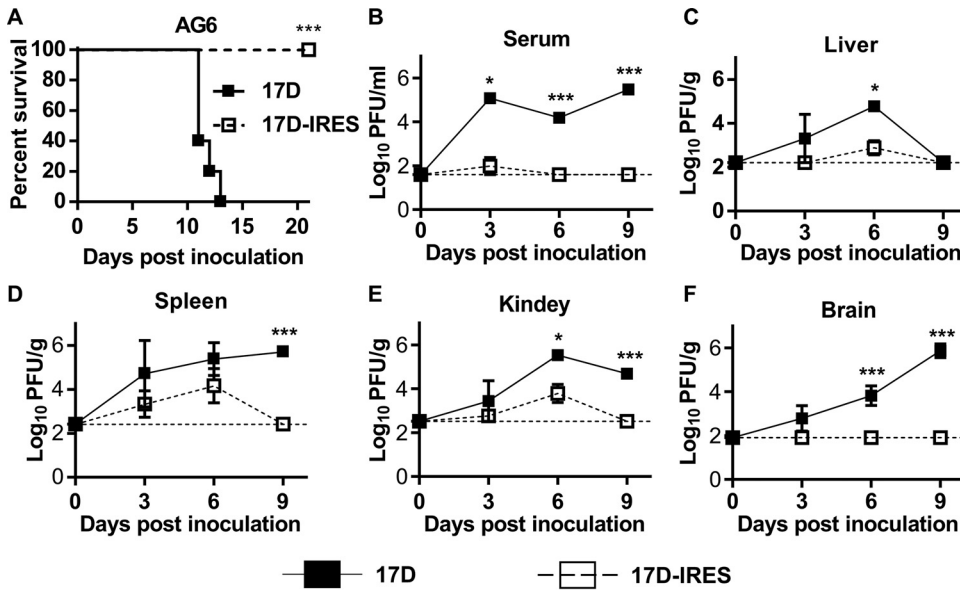 A
AG6
***
Percent survival
100
80
60
40
20
0
17D
17D-IRES
0 5 10 15 20
Days post inoculation
B
Serum
Log10 PFU/ml
6
4
2
0
* *** ***
0 3 6 9
Days post inoculation
C
Liver
Log10 PFU/g
6
4
2
0
*
0 3 6 9
Days post inoculation
D
Spleen
Log10 PFU/g
6
4
2
0
***
0 3 6 9
Days post inoculation
E
Kindey
Log10 PFU/g
6
4
2
0
* ***
0 3 6 9
Days post inoculation
F
Brain
Log10 PFU/g
6
4
2
0
*** ***
0 3 6 9
Days post inoculation
17D 17D-IRES